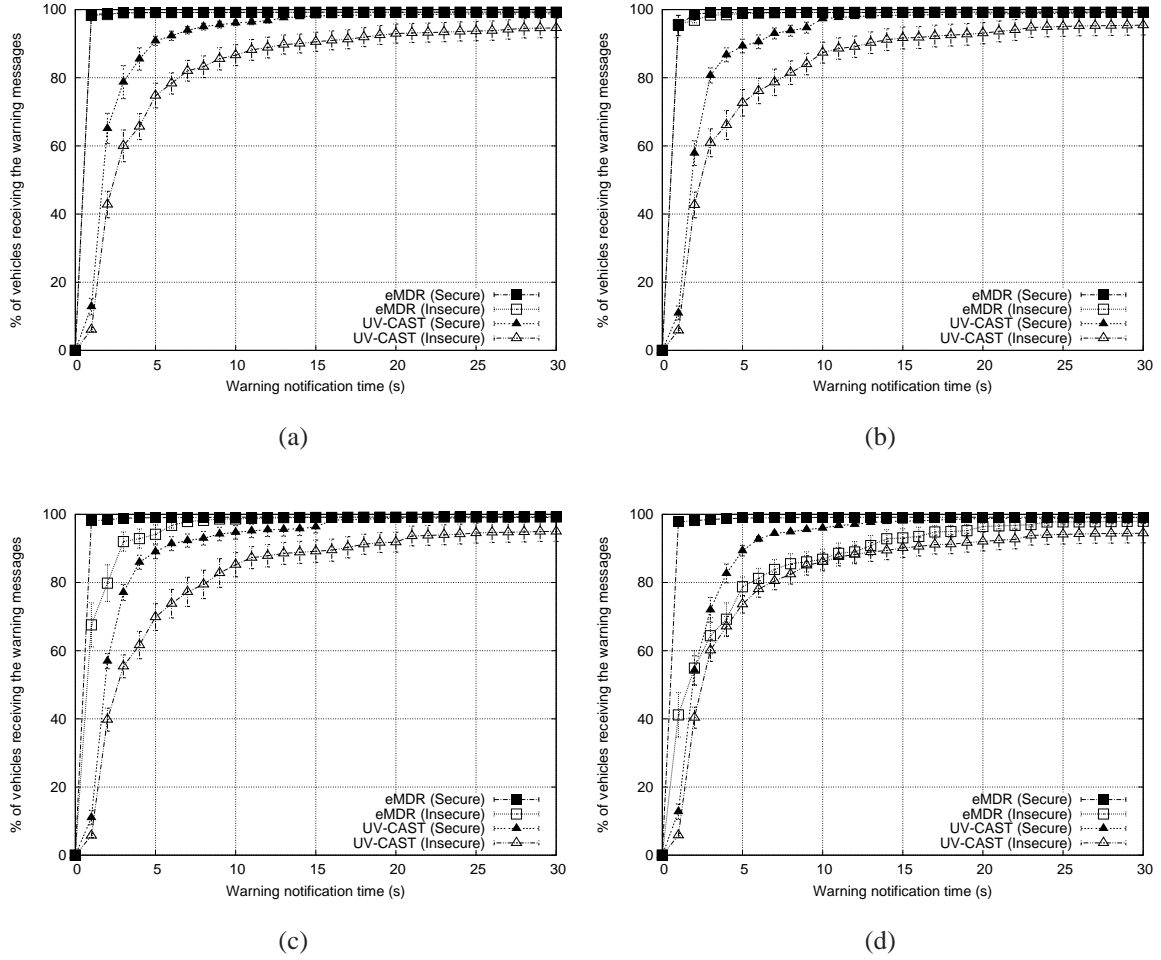 % of vehicles receiving the warning messages
100
80
60
40
20
0
0 5 10 15 20 25 30
Warning notification time (s)
eMDR (Secure)
eMDR (Insecure)
UV-CAST (Secure)
UV-CAST (Insecure)
(a)
% of vehicles receiving the warning messages
100
80
60
40
20
0
0 5 10 15 20 25 30
Warning notification time (s)
eMDR (Secure)
eMDR (Insecure)
UV-CAST (Secure)
UV-CAST (Insecure)
(b)
% of vehicles receiving the warning messages
100
80
60
40
20
0
0 5 10 15 20 25 30
Warning notification time (s)
eMDR (Secure)
eMDR (Insecure)
UV-CAST (Secure)
UV-CAST (Insecure)
(c)
% of vehicles receiving the warning messages
100
80
60
40
20
0
0 5 10 15 20 25 30
Warning notification time (s)
eMDR (Secure)
eMDR (Insecure)
UV-CAST (Secure)
UV-CAST (Insecure)
(d)